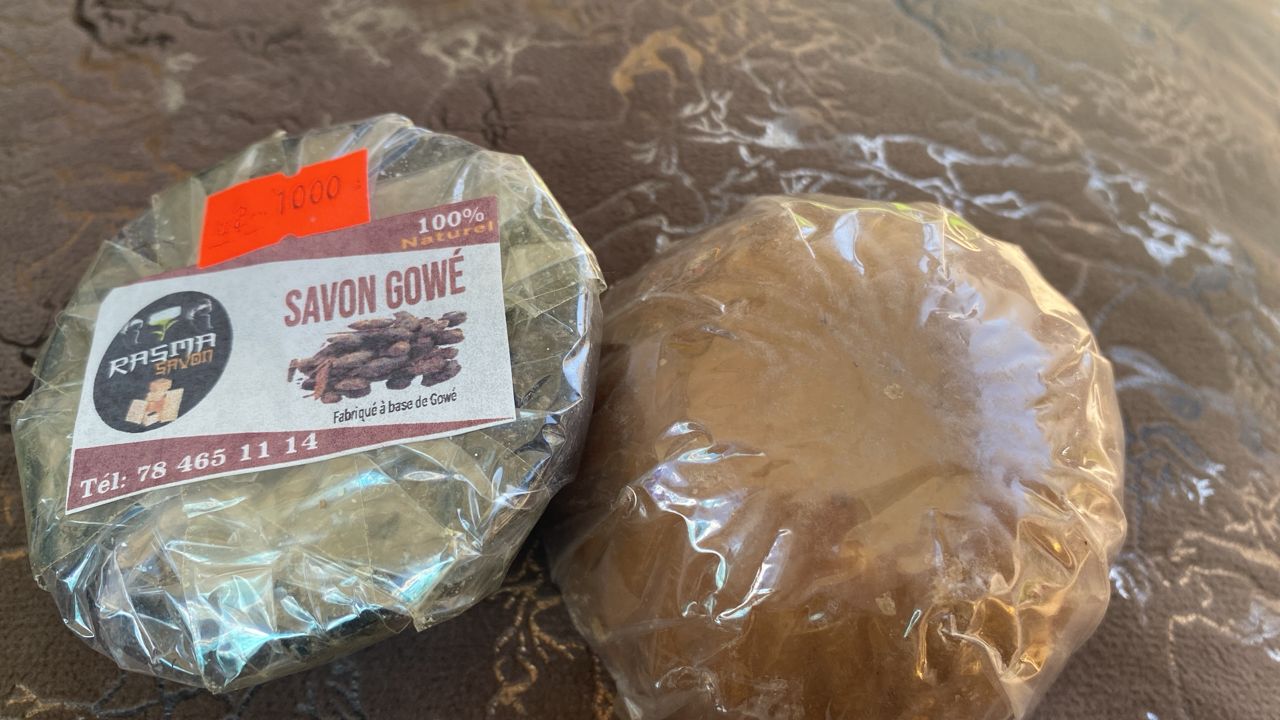 1000
100%
Naturel
SAVON GOWÉ
RASMA
SAVON
Fabriqué à base de Gowé
Tél: 78 465 11 14